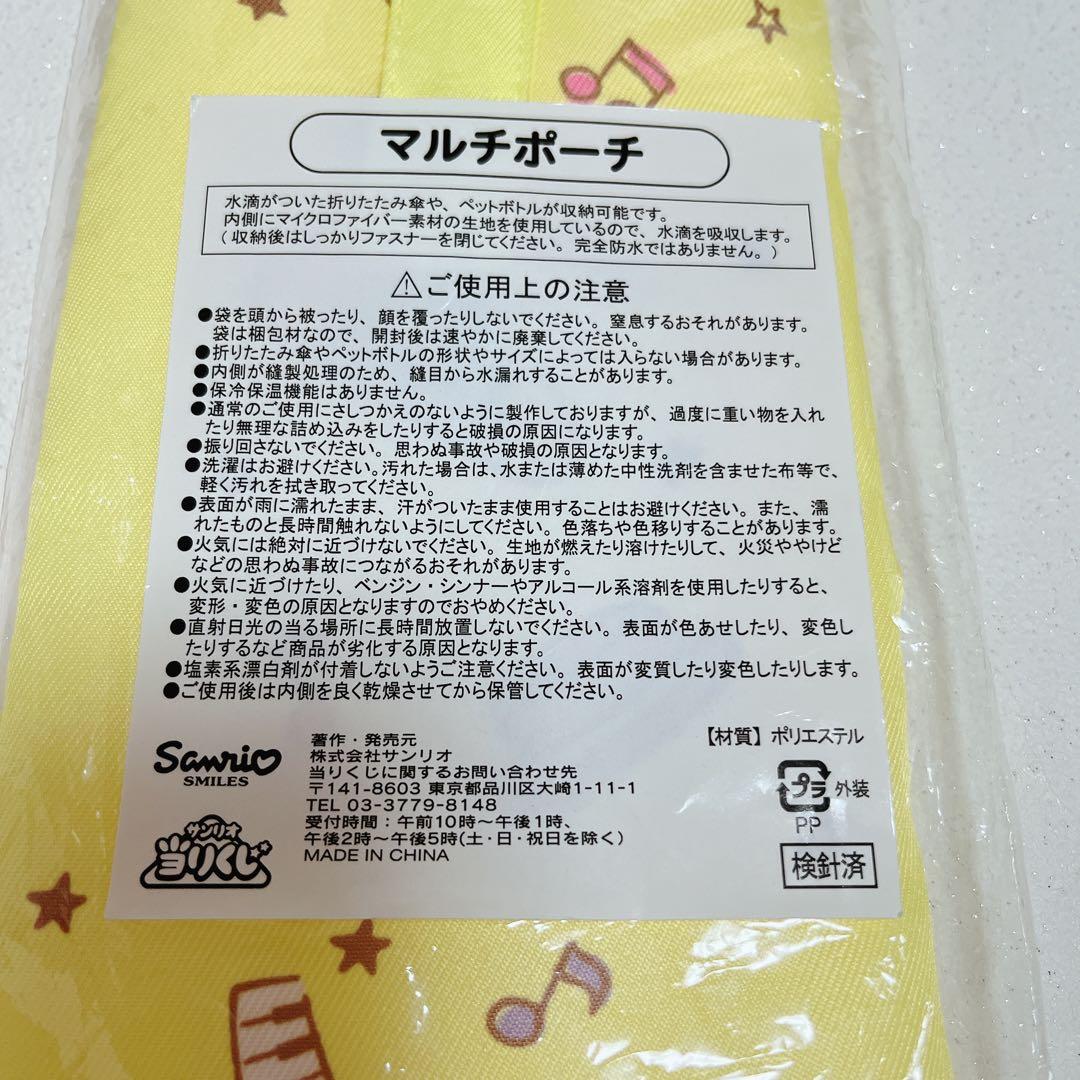 マルチポーチ
水滴がついた折りたたみ傘や、ペットボトルが収納可能です。
内側にマイクロファイバー素材の生地を使用しているので、水滴を吸収します。
(収納後はしっかりファスナーを閉じてください。完全防水ではありません。)
⚠ご使用上の注意
●袋を頭から被ったり、顔を覆ったりしないでください。窒息するおそれがあります。
袋は梱包材なので、開封後は速やかに廃棄してください。
●折りたたみ傘やペットボトルの形状やサイズによっては入らない場合があります。
●内側が縫製処理のため、縫目から水漏れすることがあります。
●保冷保温機能はありません。
●通常のご使用にさしつかえのないように製作しておりますが、過度に重い物を入れ
たり無理な詰め込みをしたりすると破損の原因になります。
●振り回さないでください。思わぬ事故や破損の原因となります。
●洗濯はお避けください。汚れた場合は、水または薄めた中性洗剤を含ませた布等で、
軽く汚れを拭き取ってください。
●表面が雨に濡れたまま、汗がついたまま使用することはお避けください。また、濡
れたものと長時間触れないようにしてください。色落ちや色移りすることがあります。
●火気には絶対に近づけないでください。生地が燃えたり溶けたりして、火災ややけど
などの思わぬ事故につながるおそれがあります。
●火気に近づけたり、ベンジン・シンナーやアルコール系溶剤を使用したりすると、
変形・変色の原因となりますのでおやめください。
●直射日光の当る場所に長時間放置しないでください。表面が色あせしたり、変色し
たりするなど商品が劣化する原因となります。
●塩素系漂白剤が付着しないようご注意ください。表面が変質したり変色したりします。
●ご使用後は内側を良く乾燥させてから保管してください。
Sanrio
SMILES
サンリオ
当りくじ
著作・発売元
株式会社サンリオ
当りくじに関するお問い合わせ先
〒141-8603 東京都品川区大崎1-11-1
TEL 03-3779-8148
受付時間：午前10時～午後1時、
午後2時～午後5時(土・日・祝日を除く)
MADE IN CHINA
【材質】ポリエステル
プラ 外装
PP
検針済